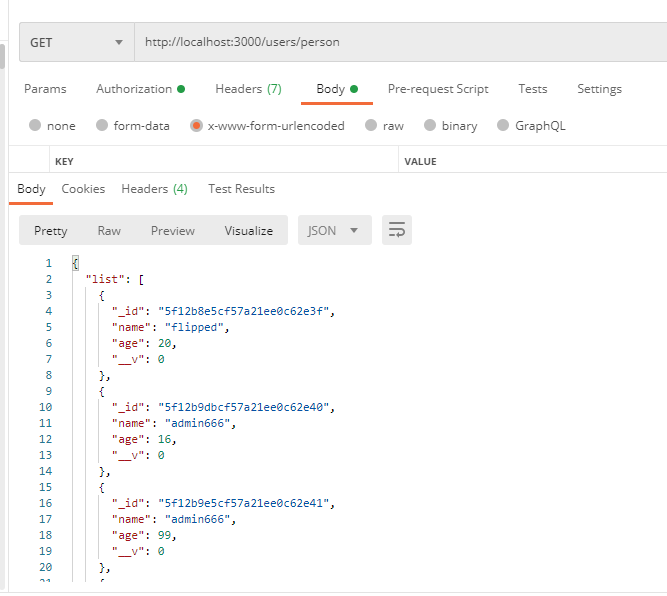 GET http://localhost:3000/users/person
Params Authorization Headers (7) Body Pre-request Script Tests Settings
none form-data x-www-form-urlencoded raw binary GraphQL
KEY VALUE
Body Cookies Headers (4) Test Results
Pretty Raw Preview Visualize JSON
1 {
2 "list": [
3 {
4 "_id": "5f12b8e5cf57a21ee0c62e3f",
5 "name": "flipped",
6 "age": 20,
7 "__v": 0
8 },
9 {
10 "_id": "5f12b9dbcf57a21ee0c62e40",
11 "name": "admin666",
12 "age": 16,
13 "__v": 0
14 },
15 {
16 "_id": "5f12b9e5cf57a21ee0c62e41",
17 "name": "admin666",
18 "age": 99,
19 "__v": 0
20 },
21 {